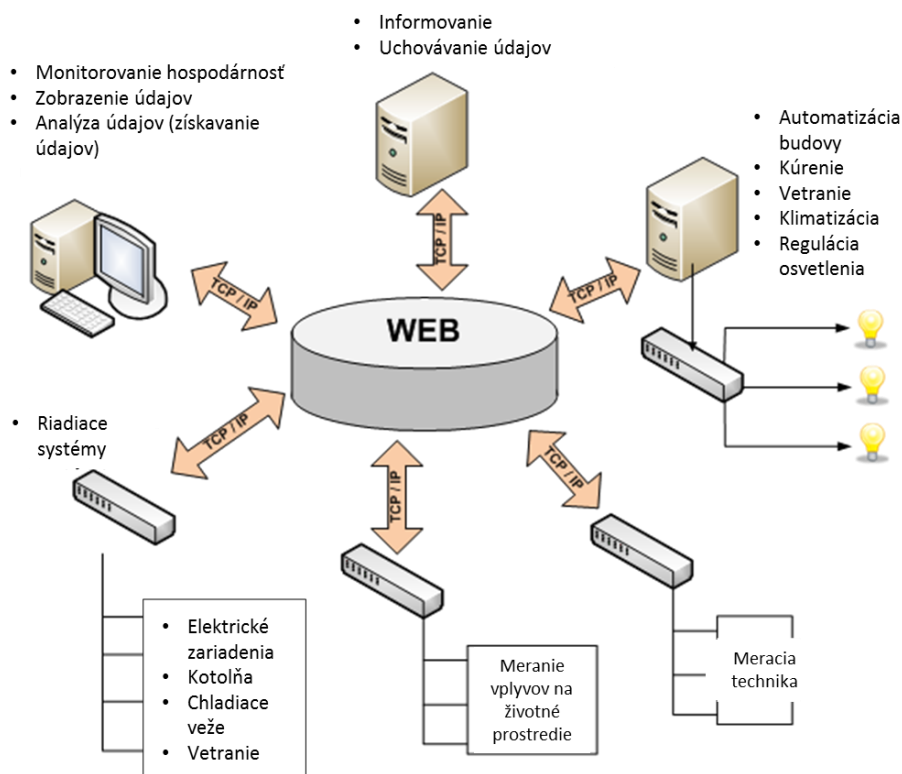 • Informovanie
• Uchovávanie údajov
• Monitorovanie hospodárnosť
• Zobrazenie údajov
• Analýza údajov (získavanie
údajov)
• Automatizácia
budovy
• Kúrenie
• Vetranie
• Klimatizácia
• Regulácia
osvetlenia
TCP / IP
TCP / IP
TCP / IP
WEB
• Riadiace
systémy
TCP / IP
TCP / IP
TCP / IP
• Elektrické
zariadenia
• Kotolňa
• Chladiace
veže
• Vetranie
Meranie
vplyvov na
životné
prostredie
Meracia
technika